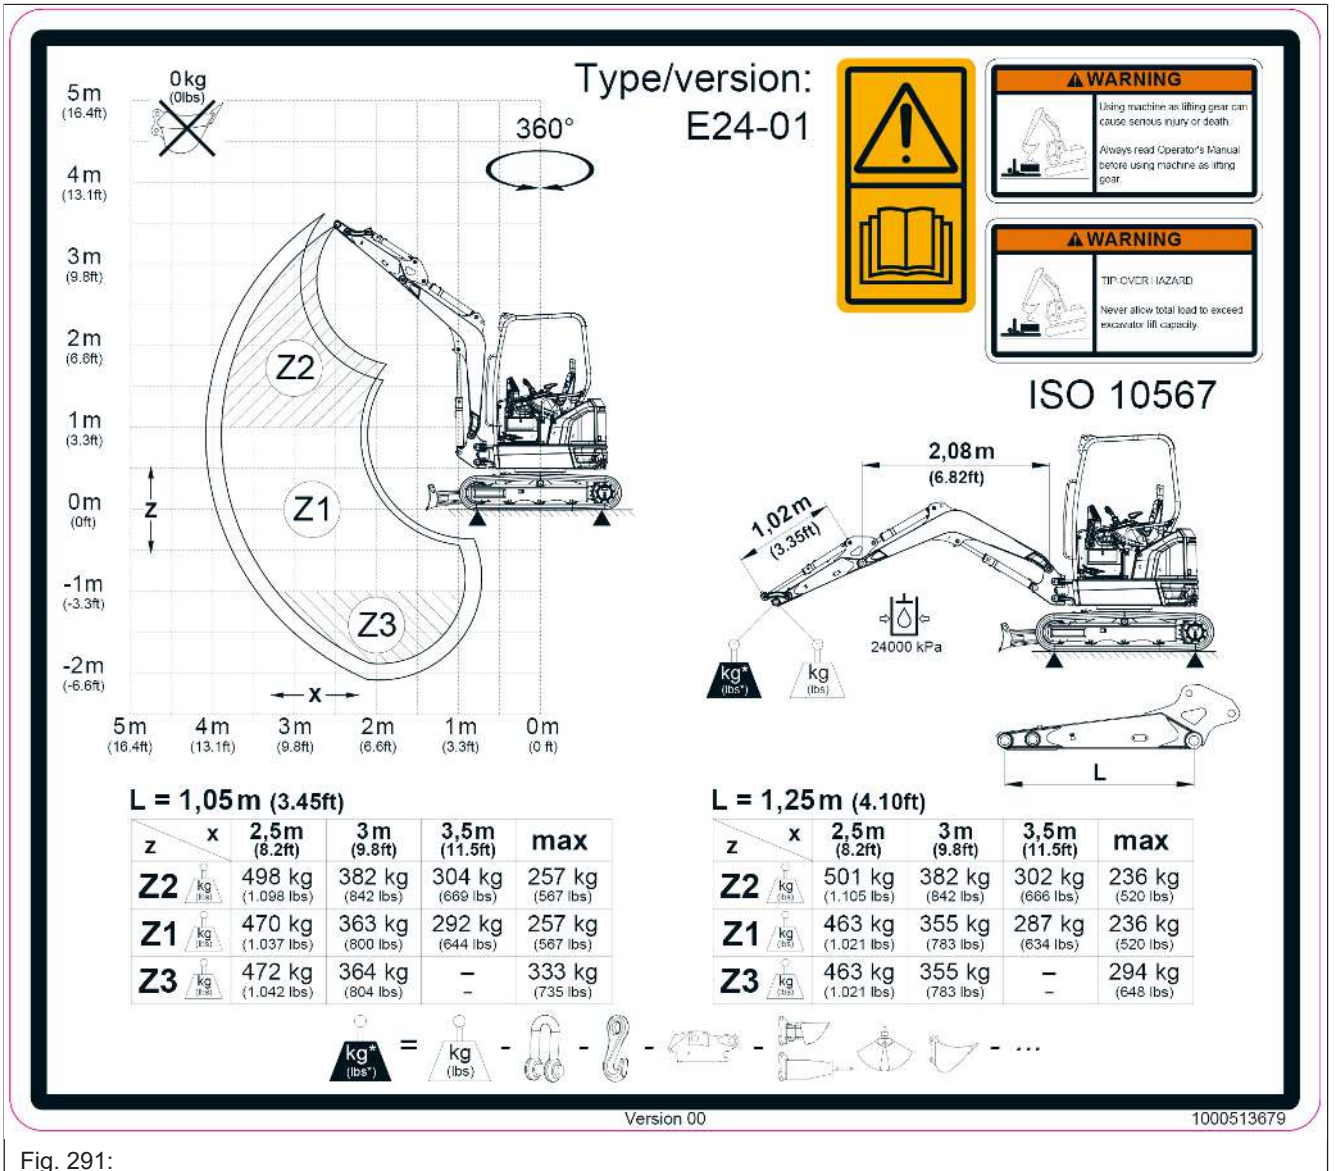 0kg
(0lbs)
5m
(16.4ft)
4m
(13.1ft)
3m
(9.8ft)
2m
(6.6ft)
1m
(3.3ft)
0m
(0ft)
-1m
(-3.3ft)
-2m
(-6.6ft)
360°
Z2
Z1
Z3
Z
X
5m
(16.4ft)
4m
(13.1ft)
3m
(9.8ft)
2m
(6.6ft)
1m
(3.3ft)
0m
(0 ft)
Type/version:
E24-01
WARNING
Using machine as lifting gear can
cause serious injury or death.
Always read Operator's Manual
before using machine as lifting
gear.
WARNING
TIP-OVER HAZARD
Never allow total load to exceed
excavator lift capacity.
ISO 10567
2,08m
(6.82ft)
1,02m
(3.35ft)
24000 kPa
kg*
(lbs*)
kg
(lbs)
L
L = 1,05m (3.45ft)
z x 2,5m (8.2ft) 3m (9.8ft) 3,5m (11.5ft) max
Z2 kg (lbs) 498 kg (1.098 lbs) 382 kg (842 lbs) 304 kg (669 lbs) 257 kg (567 lbs)
Z1 kg (lbs) 470 kg (1.037 lbs) 363 kg (800 lbs) 292 kg (644 lbs) 257 kg (567 lbs)
Z3 kg (lbs) 472 kg (1.042 lbs) 364 kg (804 lbs) – – 333 kg (735 lbs)
L = 1,25m (4.10ft)
z x 2,5m (8.2ft) 3m (9.8ft) 3,5m (11.5ft) max
Z2 kg (lbs) 501 kg (1.105 lbs) 382 kg (842 lbs) 302 kg (666 lbs) 236 kg (520 lbs)
Z1 kg (lbs) 463 kg (1.021 lbs) 355 kg (783 lbs) 287 kg (634 lbs) 236 kg (520 lbs)
Z3 kg (lbs) 463 kg (1.021 lbs) 355 kg (783 lbs) – – 294 kg (648 lbs)
kg* (lbs*) = kg (lbs) - - - - - ...
Version 00
1000513679
Fig. 291: